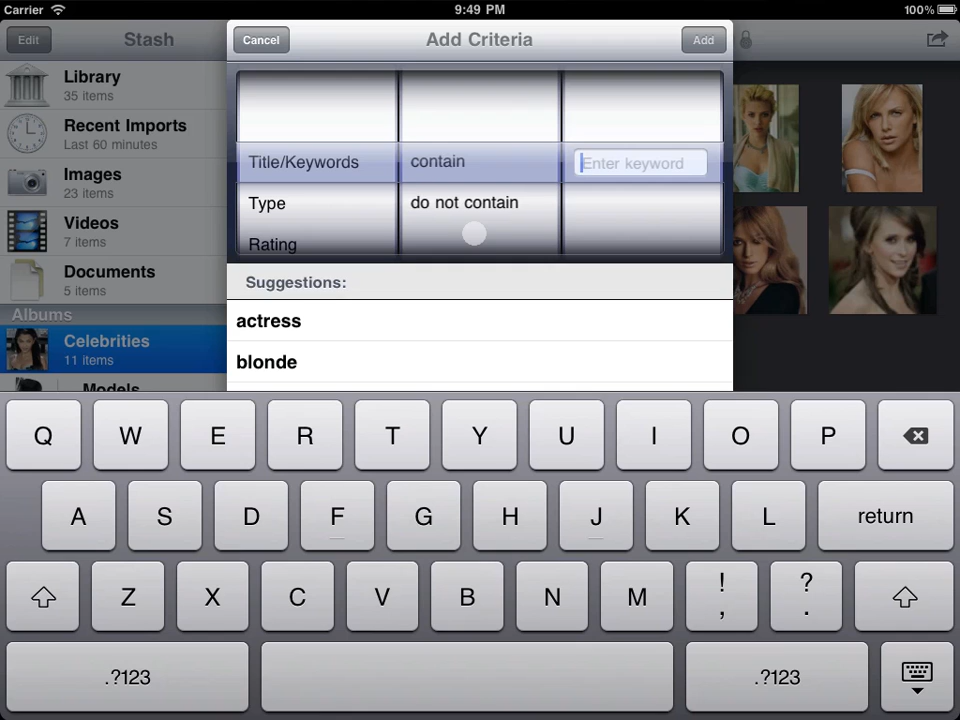 Carrier 9:49 PM 100%
Edit Stash Cancel Add Criteria Add
Library
35 items
Recent Imports
Last 60 minutes
Images
23 items
Videos
7 items
Documents
5 items
Albums
Celebrities
11 items
Models
Title/Keywords contain Enter keyword
Type do not contain
Rating
Suggestions:
actress
blonde
Q W E R T Y U I O P
A S D F G H J K L return
Z X C V B N M ! , ? .
.?123 .?123